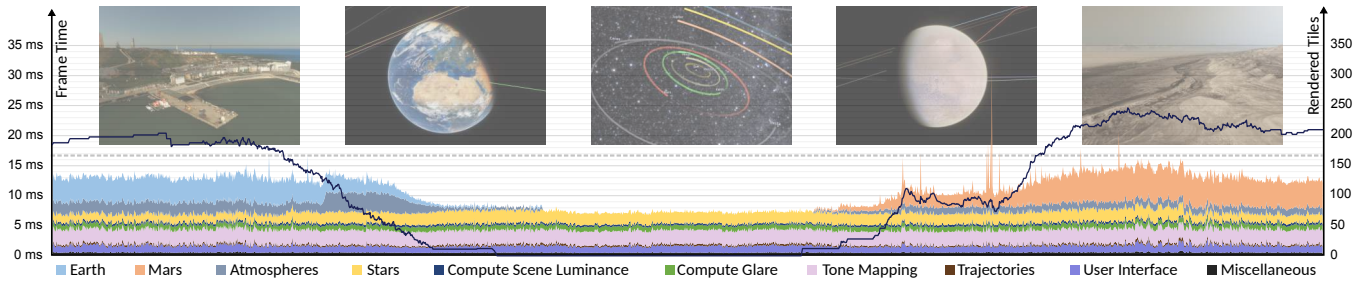 Frame Time
35 ms
30 ms
25 ms
20 ms
15 ms
10 ms
5 ms
0 ms
Rendered Tiles
350
300
250
200
150
100
50
0
Earth
Mars
Atmospheres
Stars
Compute Scene Luminance
Compute Glare
Tone Mapping
Trajectories
User Interface
Miscellaneous